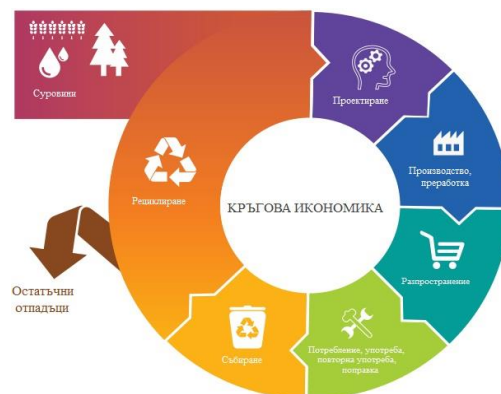 Суровини
Проектиране
Производство,
преработка
Разпространение
Потребление, употреба,
повторна употреба,
поправка
Събиране
Рециклиране
Остатъчни
отпадъци
КРЪГОВА ИКОНОМИКА